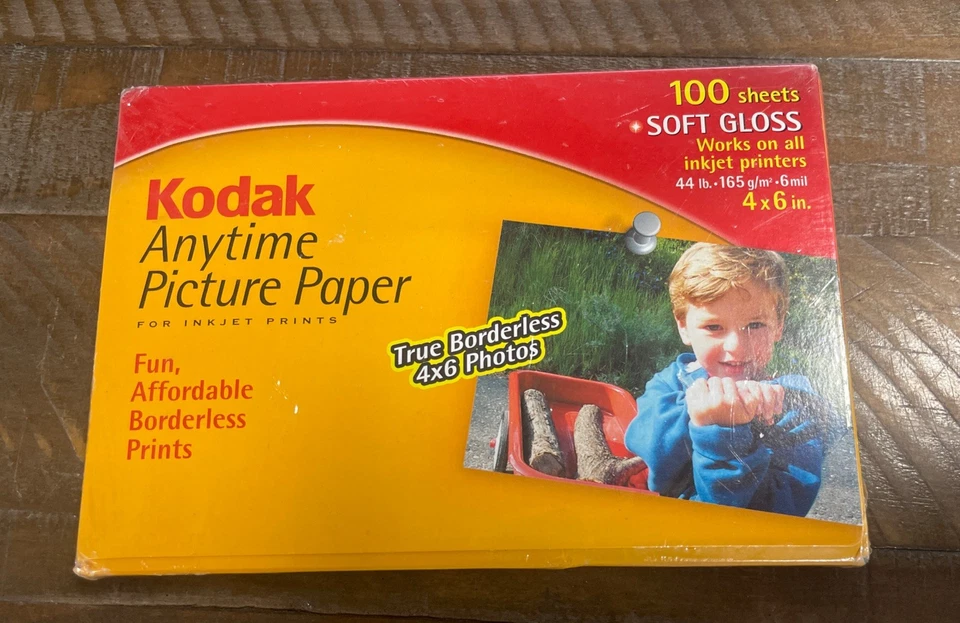 100 sheets
SOFT GLOSS
Works on all
inkjet printers
44 lb. • 165 g/m² • 6 mil
4 x 6 in.
Kodak
Anytime
Picture Paper
FOR INKJET PRINTS
True Borderless
4x6 Photos
Fun,
Affordable
Borderless
Prints